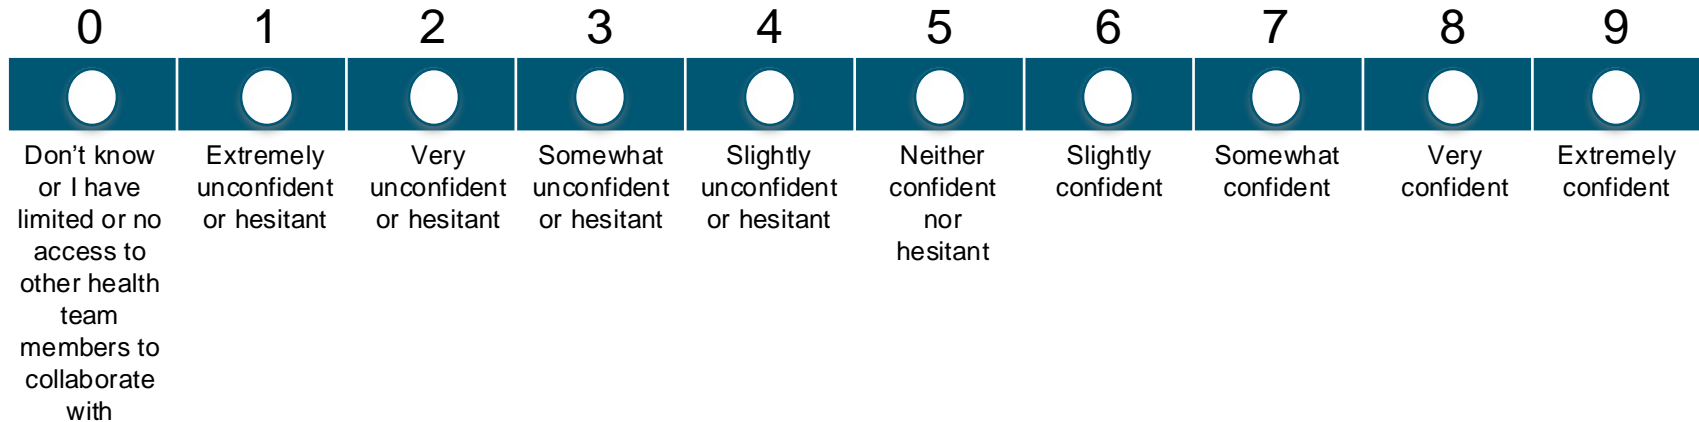 0 1 2 3 4 5 6 7 8 9
Don’t know
or I have
limited or no
access to
other health
team
members to
collaborate
with
Extremely
unconfident
or hesitant
Very
unconfident
or hesitant
Somewhat
unconfident
or hesitant
Slightly
unconfident
or hesitant
Neither
confident
nor
hesitant
Slightly
confident
Somewhat
confident
Very
confident
Extremely
confident